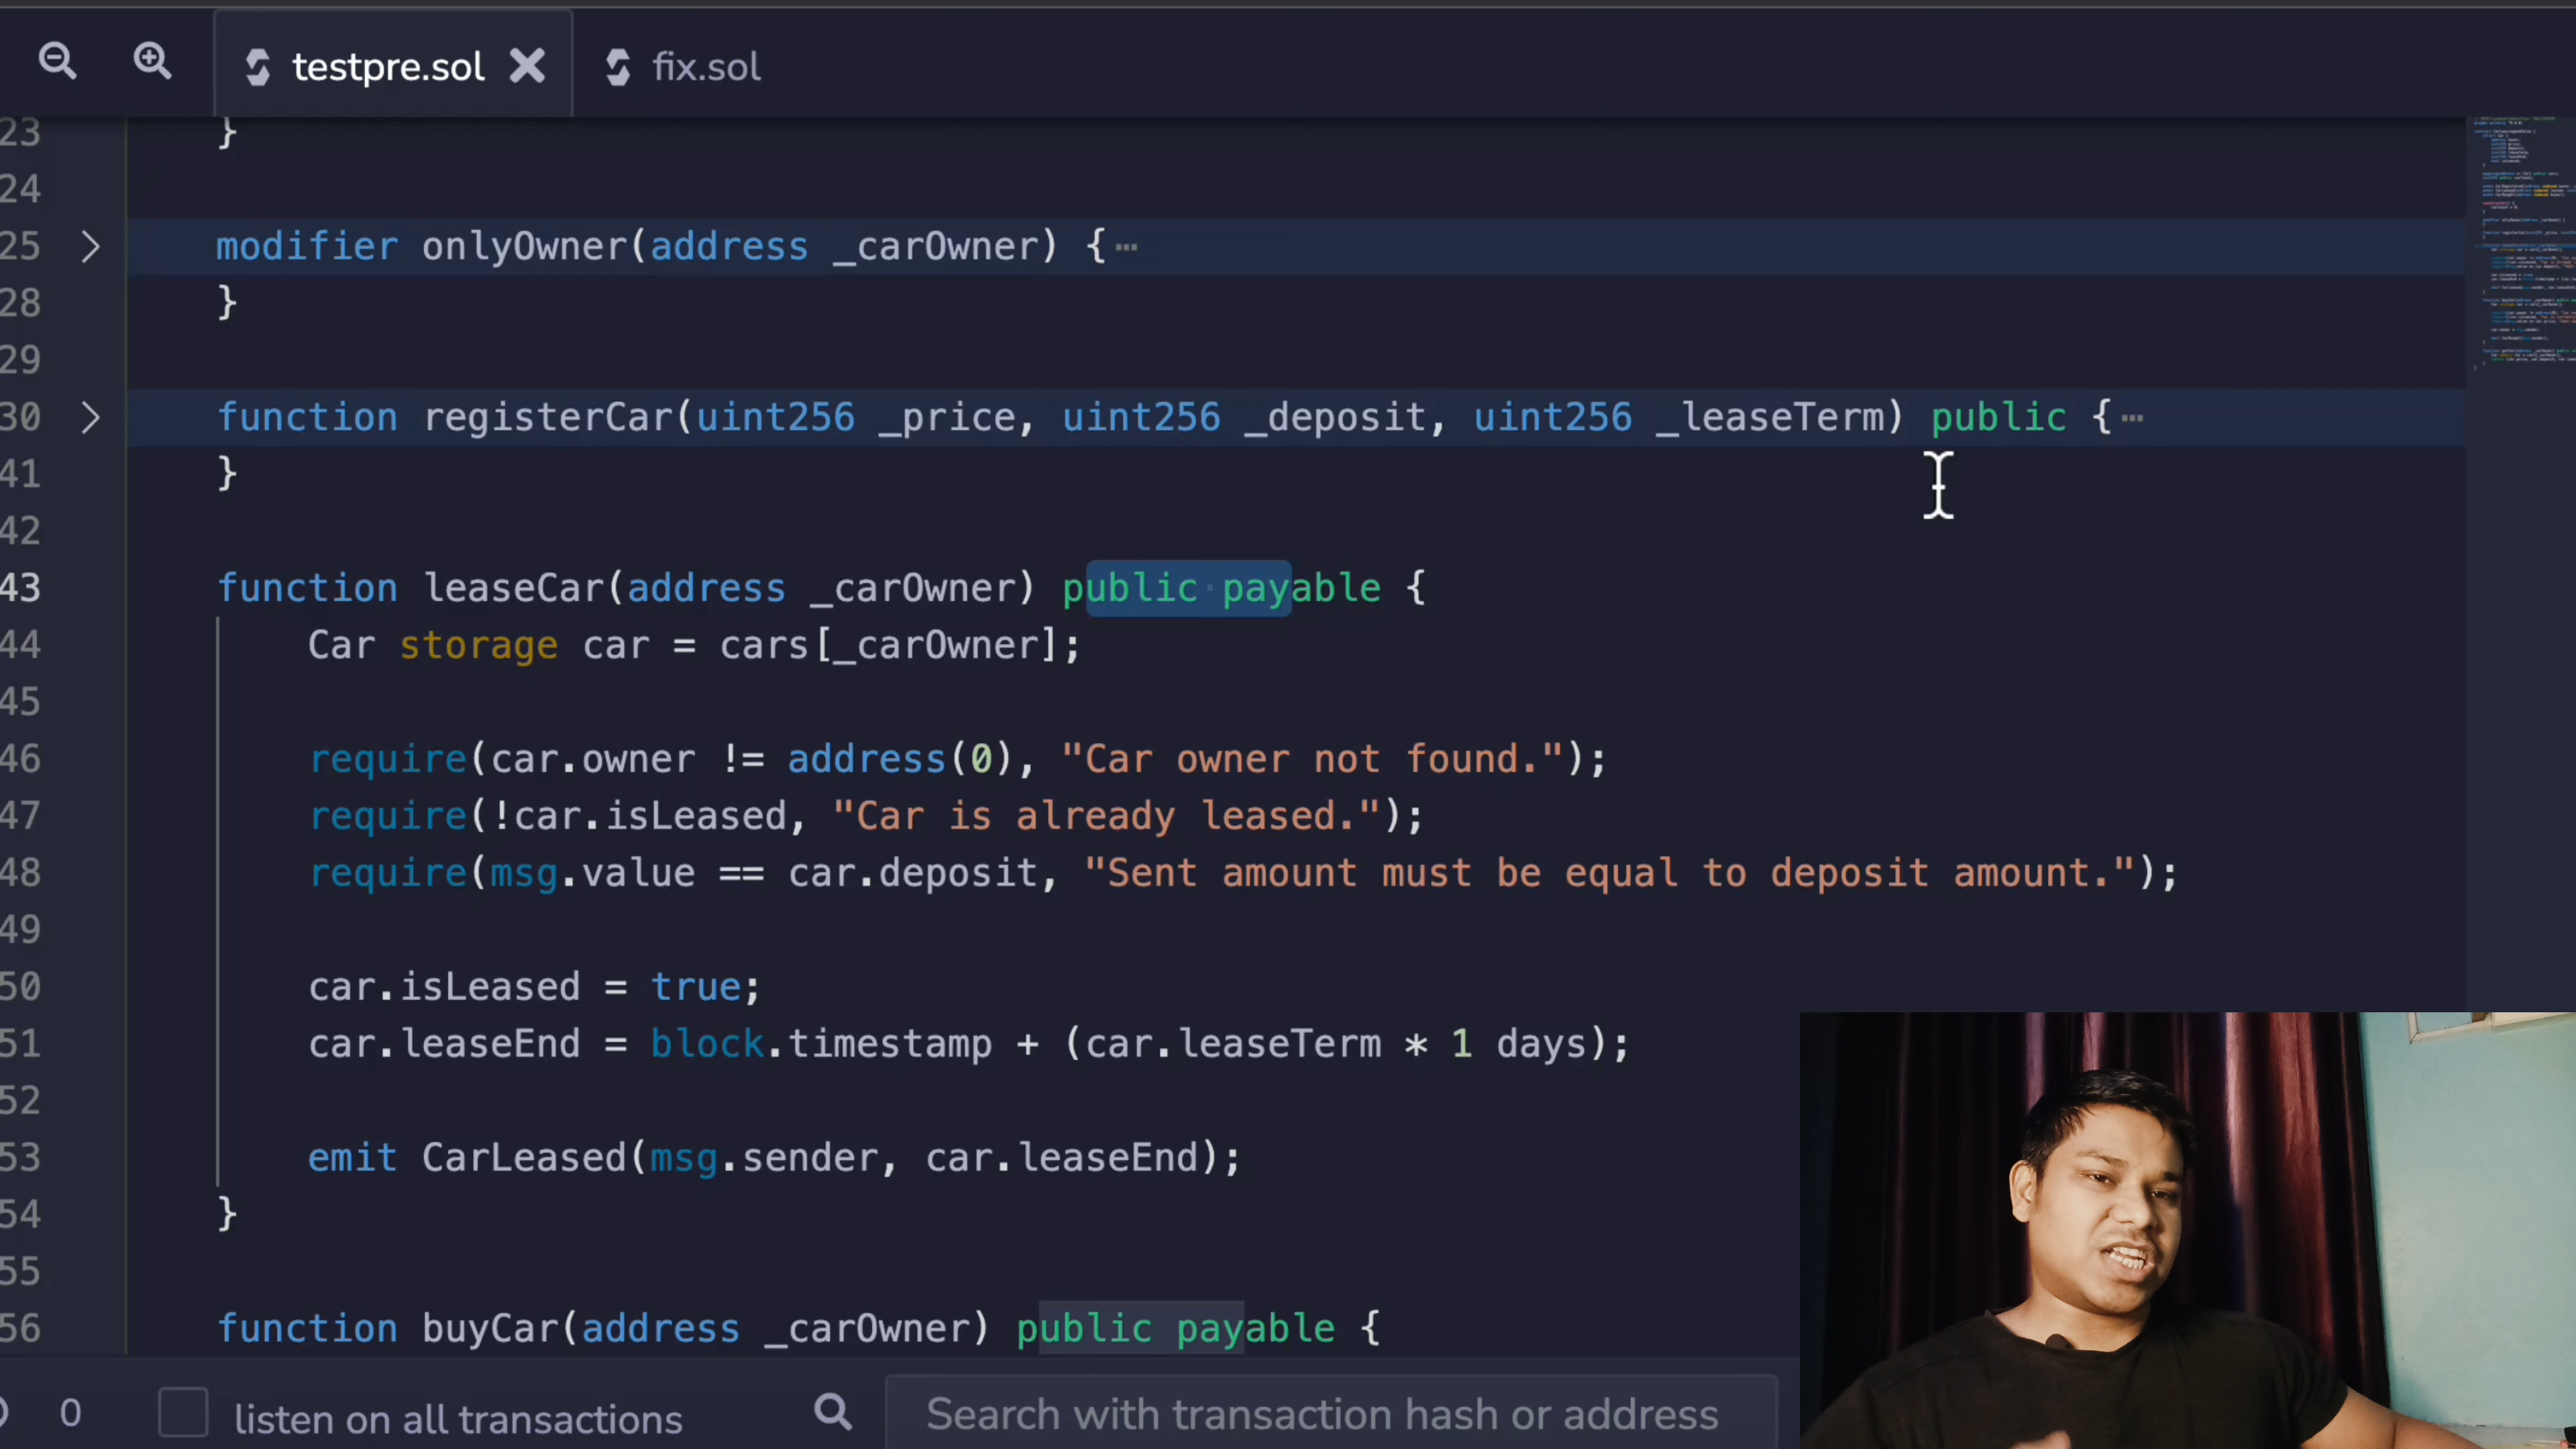 testpre.sol fix.sol
23 }
24
25 modifier onlyOwner(address _carOwner) {
28 }
29
30 function registerCar(uint256 _price, uint256 _deposit, uint256 _leaseTerm) public {
41 }
42
43 function leaseCar(address _carOwner) public payable {
44 Car storage car = cars[_carOwner];
45
46 require(car.owner != address(0), "Car owner not found.");
47 require(!car.isLeased, "Car is already leased.");
48 require(msg.value == car.deposit, "Sent amount must be equal to deposit amount.");
49
50 car.isLeased = true;
51 car.leaseEnd = block.timestamp + (car.leaseTerm * 1 days);
52
53 emit CarLeased(msg.sender, car.leaseEnd);
54 }
55
56 function buyCar(address _carOwner) public payable {
0 listen on all transactions Search with transaction hash or address